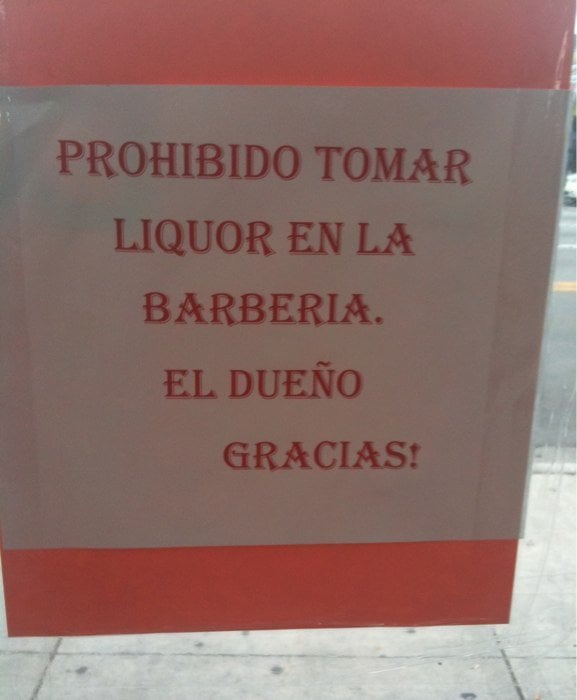 PROHIBIDO TOMAR
LIQUOR EN LA
BARBERIA.
EL DUEÑO
GRACIAS!